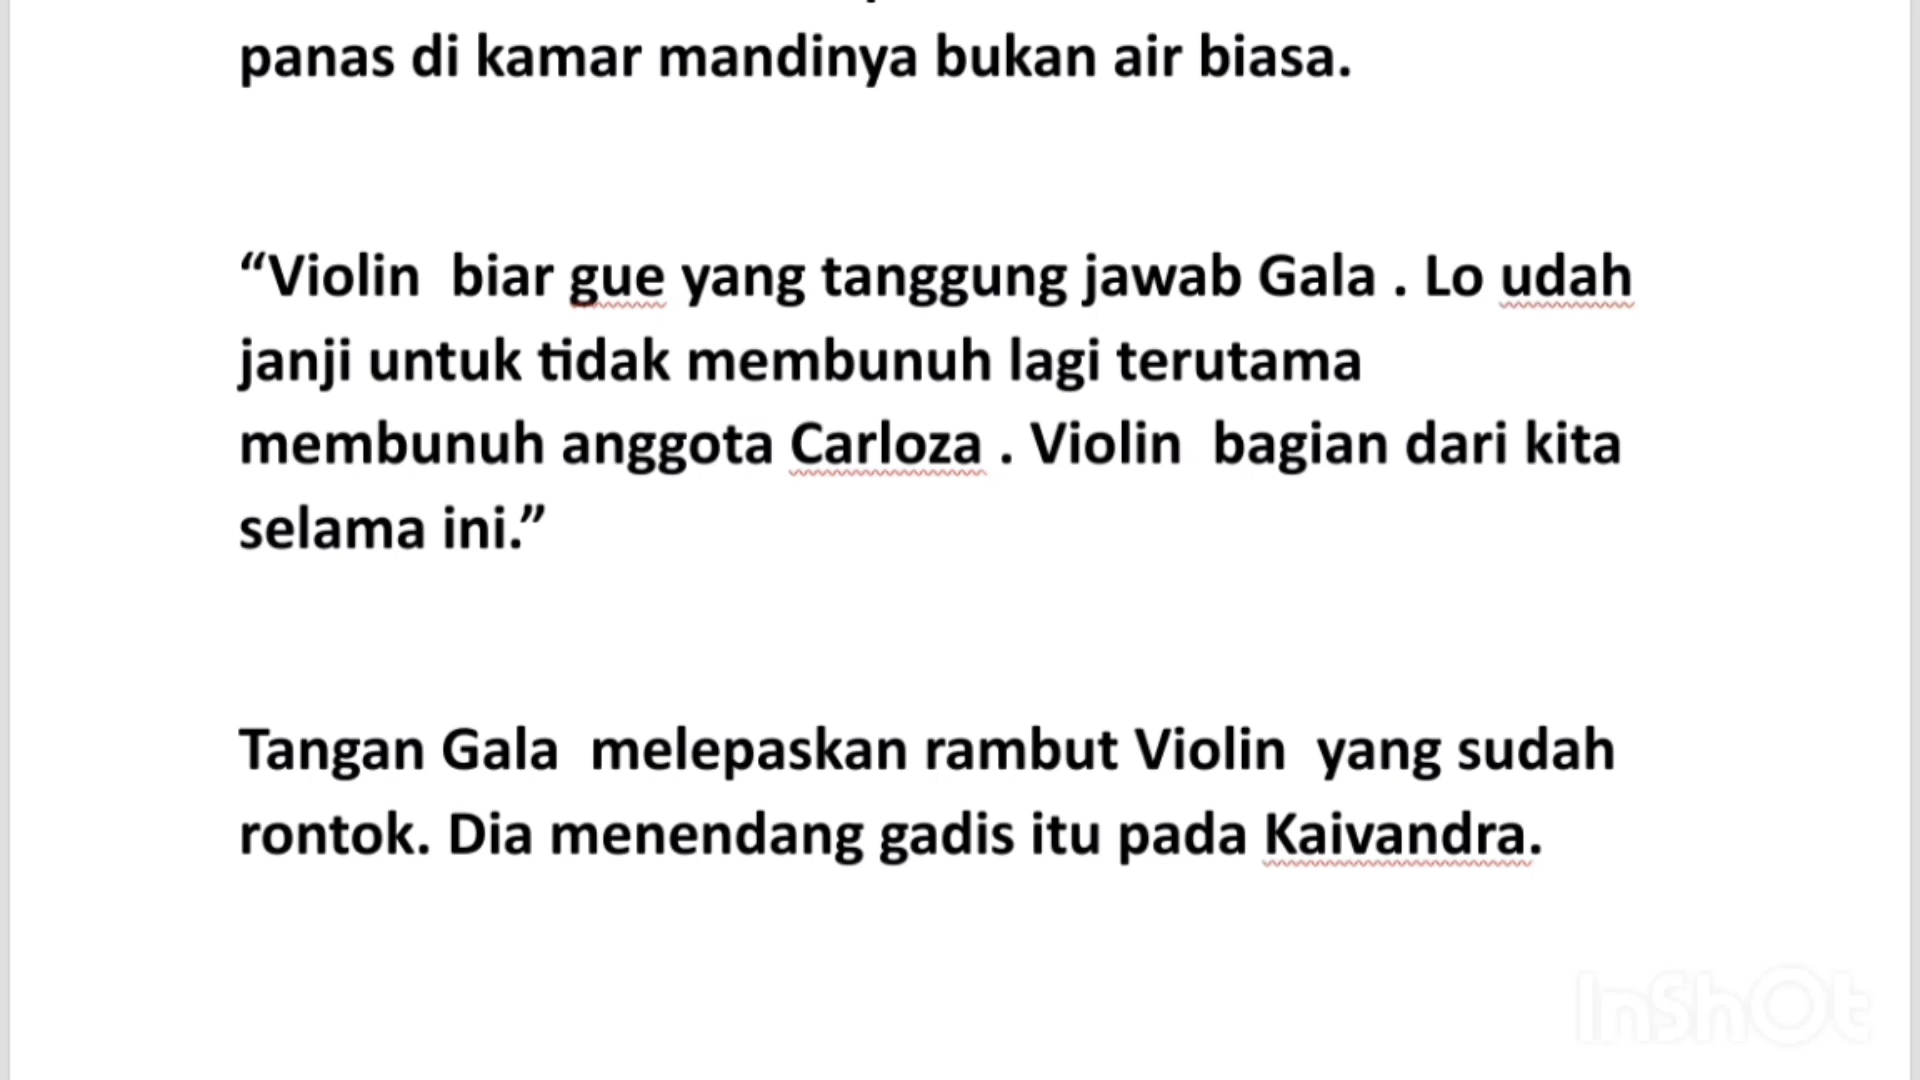 panas di kamar mandinya bukan air biasa.
“Violin  biar gue yang tanggung jawab Gala . Lo udah
janji untuk tidak membunuh lagi terutama
membunuh anggota Carloza . Violin  bagian dari kita
selama ini.”
Tangan Gala  melepaskan rambut Violin  yang sudah
rontok. Dia menendang gadis itu pada Kaivandra.
InShOt